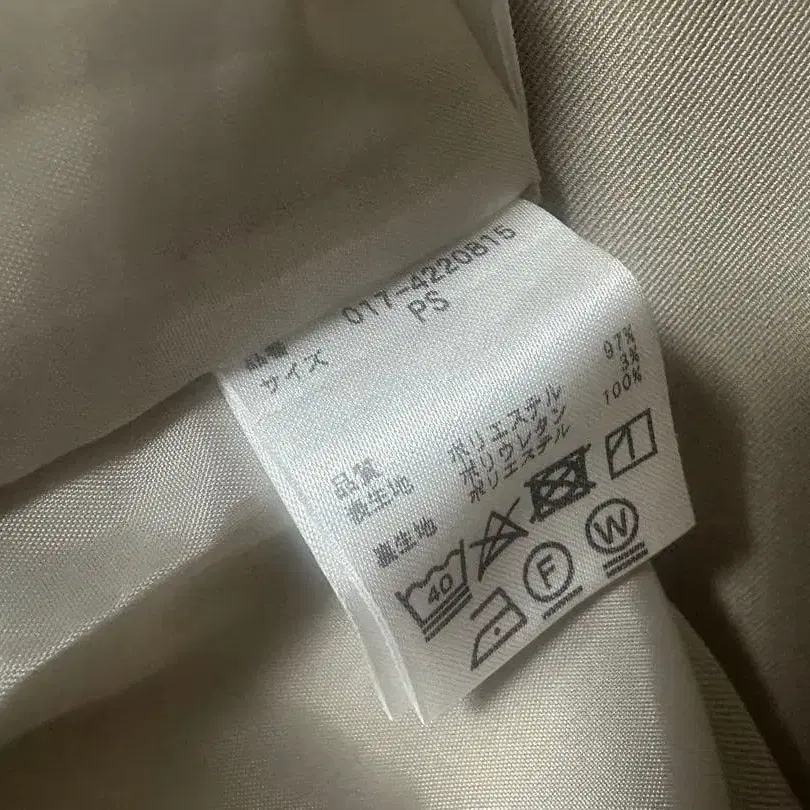 品番 017-4220815
サイズ PS
品質
表生地 ポリエステル 97%
ポリウレタン 3%
裏生地 ポリエステル 100%
40
F
W